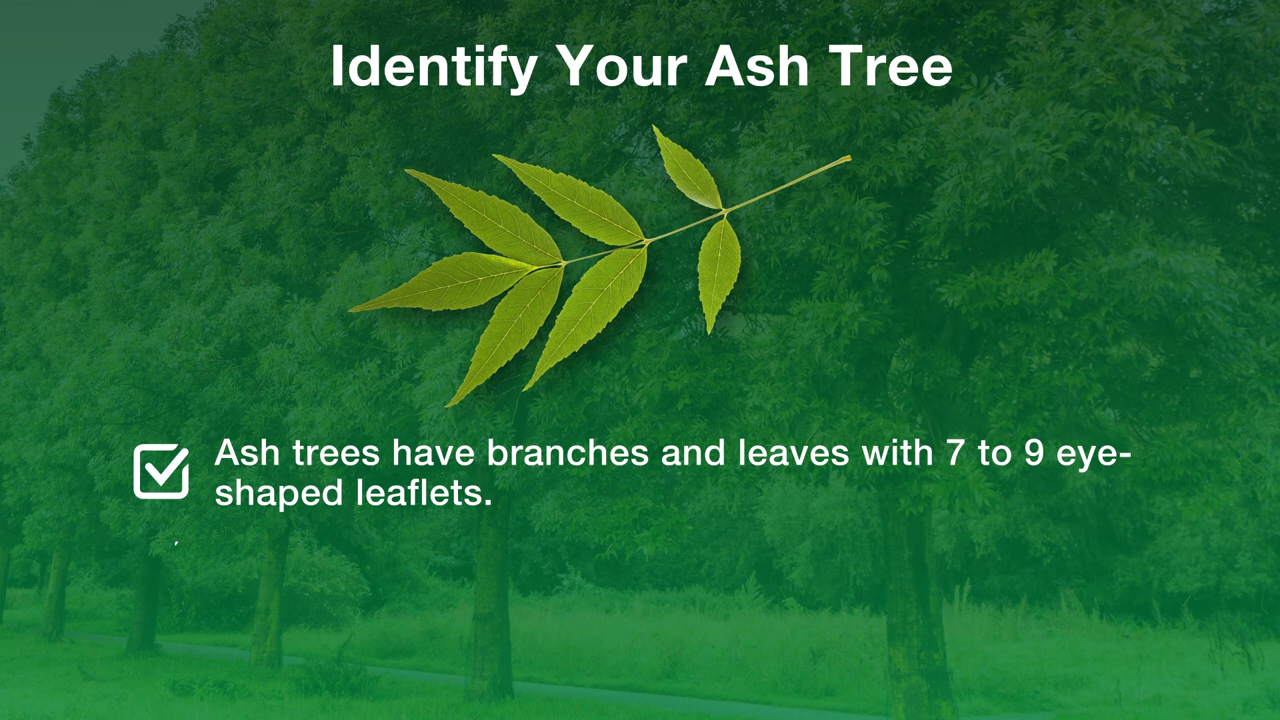 Identify Your Ash Tree
Ash trees have branches and leaves with 7 to 9 eye-
shaped leaflets.